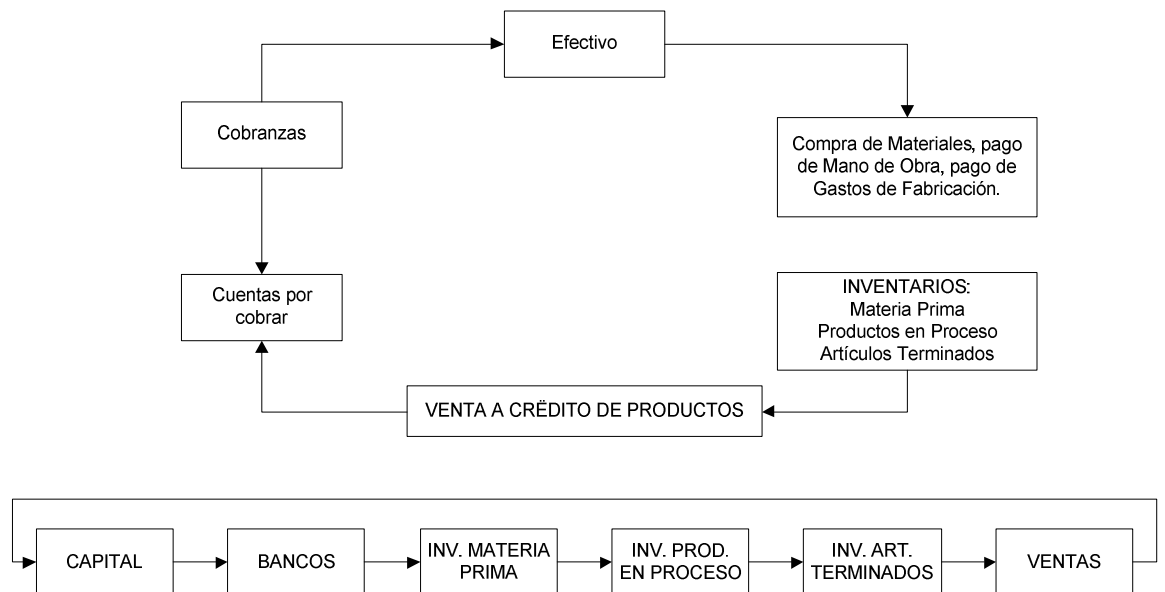 Efectivo
Cobranzas
Compra de Materiales, pago
de Mano de Obra, pago de
Gastos de Fabricación.
Cuentas por
cobrar
INVENTARIOS:
Materia Prima
Productos en Proceso
Artículos Terminados
VENTA A CRËDITO DE PRODUCTOS
CAPITAL
BANCOS
INV. MATERIA
PRIMA
INV. PROD.
EN PROCESO
INV. ART.
TERMINADOS
VENTAS